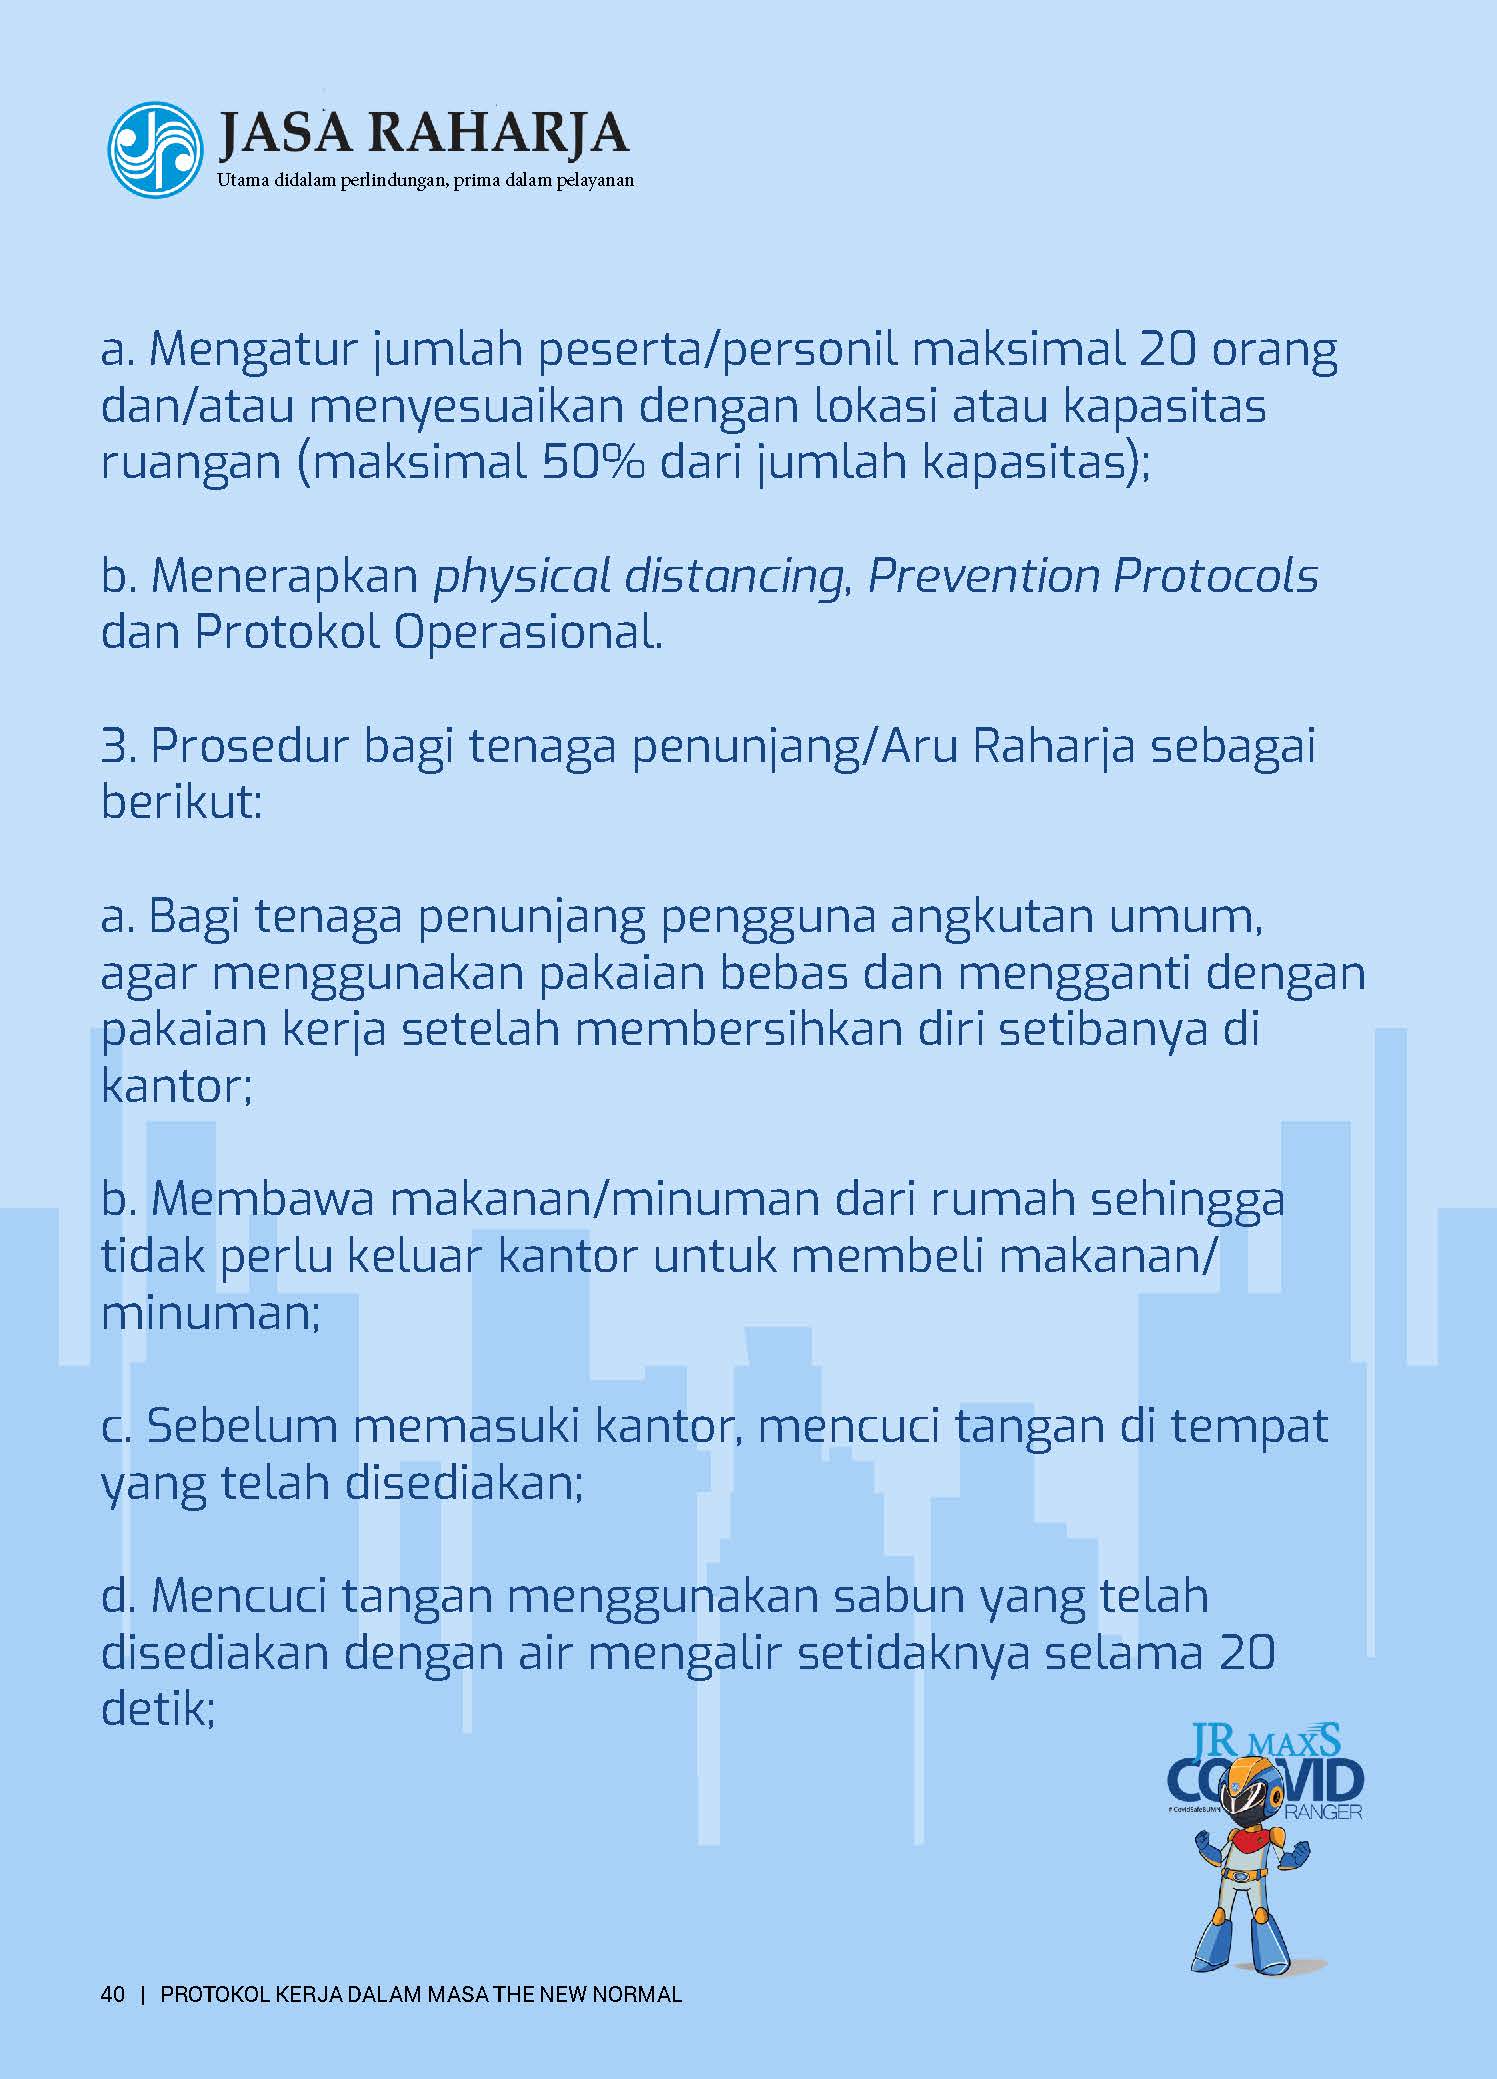 JASA RAHARJA
Utama didalam perlindungan, prima dalam pelayanan
a. Mengatur jumlah peserta/personil maksimal 20 orang
dan/atau menyesuaikan dengan lokasi atau kapasitas
ruangan (maksimal 50% dari jumlah kapasitas);
b. Menerapkan physical distancing, Prevention Protocols
dan Protokol Operasional.
3. Prosedur bagi tenaga penunjang/Aru Raharja sebagai
berikut:
a. Bagi tenaga penunjang pengguna angkutan umum,
agar menggunakan pakaian bebas dan mengganti dengan
pakaian kerja setelah membersihkan diri setibanya di
kantor;
b. Membawa makanan/minuman dari rumah sehingga
tidak perlu keluar kantor untuk membeli makanan/
minuman;
c. Sebelum memasuki kantor, mencuci tangan di tempat
yang telah disediakan;
d. Mencuci tangan menggunakan sabun yang telah
disediakan dengan air mengalir setidaknya selama 20
detik;
JR MAXS
COVID
#CovidSafeBUMN
RANGER
40 | PROTOKOL KERJA DALAM MASA THE NEW NORMAL